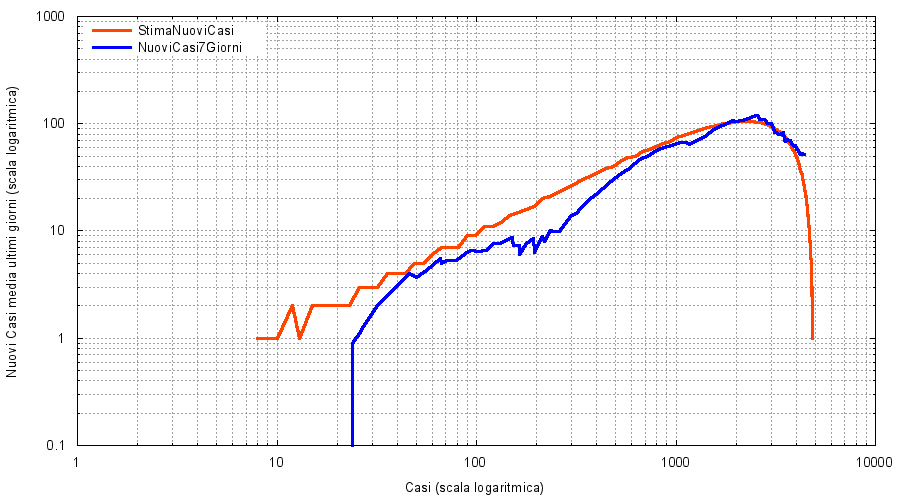 1000
100
10
1
0.1
StimaNuoviCasi
NuoviCasi7Giorni
Nuovi Casi media ultimi giorni (scala logaritmica)
1 10 100 1000 10000
Casi (scala logaritmica)